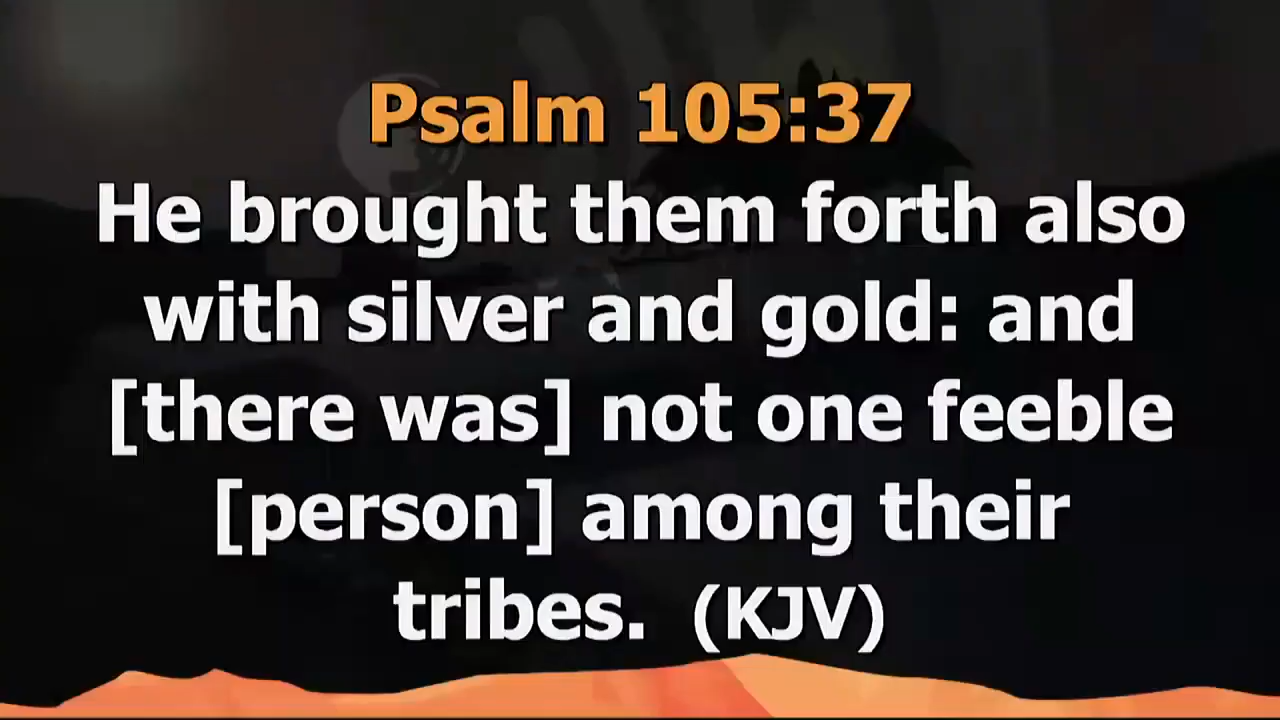 Psalm 105:37
He brought them forth also
with silver and gold: and
[there was] not one feeble
[person] among their
tribes. (KJV)